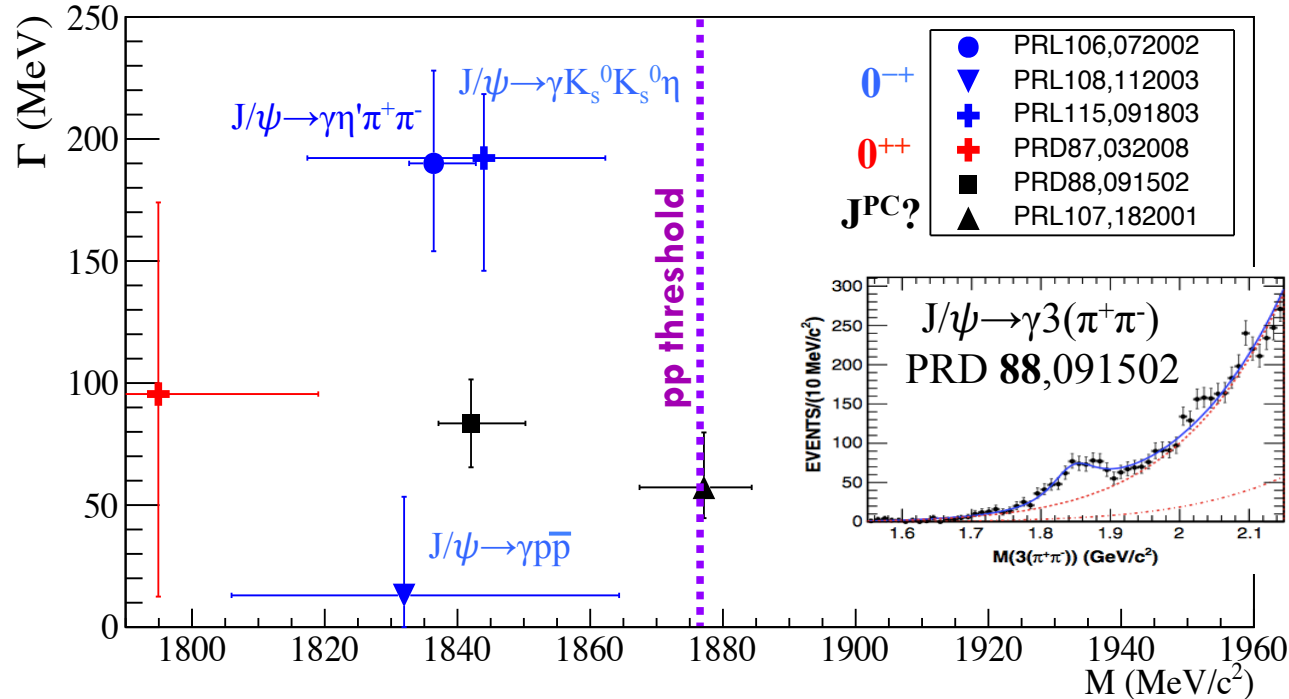 Γ (MeV)
250
200
150
100
50
0
J/ψ→γη'π⁺π⁻
J/ψ→γKₛ⁰Kₛ⁰η
J/ψ→γpp̅
pp threshold
0⁻⁺
0⁺⁺
Jᴾᶜ?
PRL106,072002
PRL108,112003
PRL115,091803
PRD87,032008
PRD88,091502
PRL107,182001
EVENTS/(10 MeV/c²)
300
250
200
150
100
50
0
J/ψ→γ3(π⁺π⁻)
PRD 88,091502
1.6 1.7 1.8 1.9 2 2.1
M(3(π⁺π⁻)) (GeV/c²)
1800 1820 1840 1860 1880 1900 1920 1940 1960
M (MeV/c²)